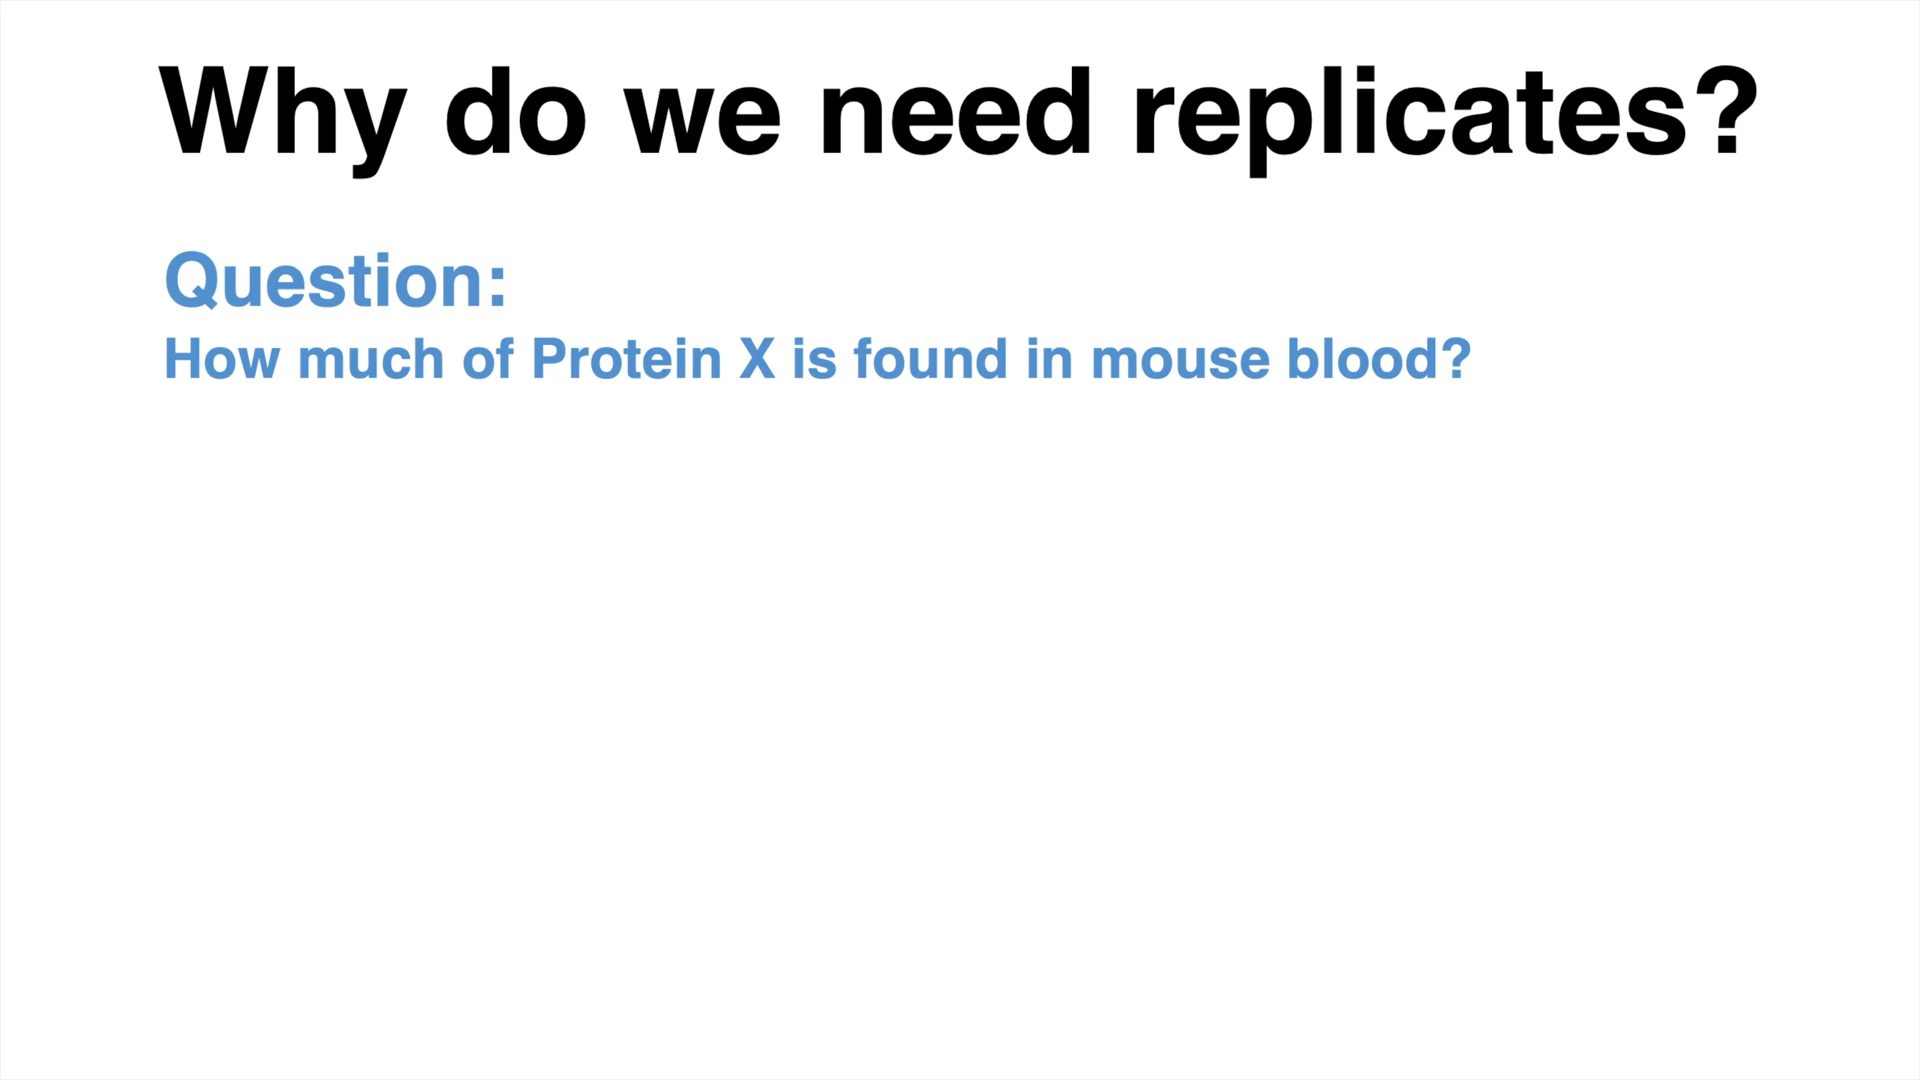 Why do we need replicates?
Question:
How much of Protein X is found in mouse blood?